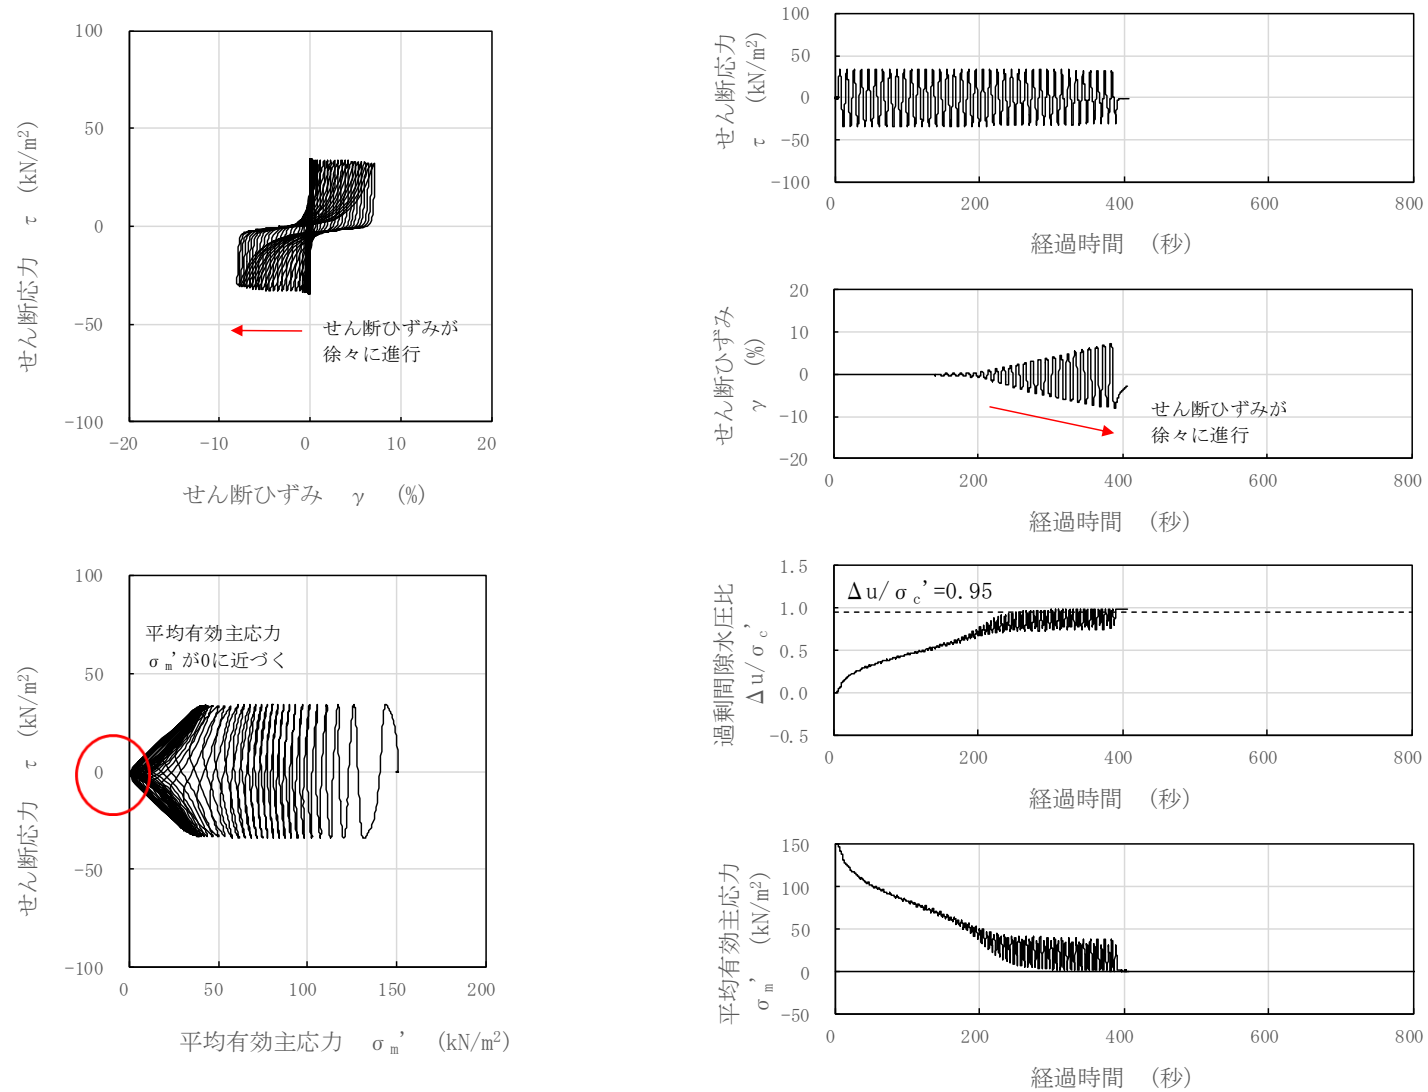 100
50
0
-50
-100
せん断応力 τ (kN/m²)
せん断ひずみが
徐々に進行
-20 -10 0 10 20
せん断ひずみ γ (%)
100
50
0
-50
-100
せん断応力 τ (kN/m²)
平均有効主応力
σm'が0に近づく
0 50 100 150 200
平均有効主応力 σm' (kN/m²)
100
50
0
-50
-100
せん断応力
τ (kN/m²)
0 200 400 600 800
経過時間 (秒)
20
10
0
-10
-20
せん断ひずみ
γ (%)
せん断ひずみが
徐々に進行
0 200 400 600 800
経過時間 (秒)
1.5
1.0
0.5
0.0
-0.5
過剰間隙水圧比
Δu/σc'
Δu/σc'=0.95
0 200 400 600 800
経過時間 (秒)
150
100
50
0
-50
平均有効主応力
σm' (kN/m²)
0 200 400 600 800
経過時間 (秒)